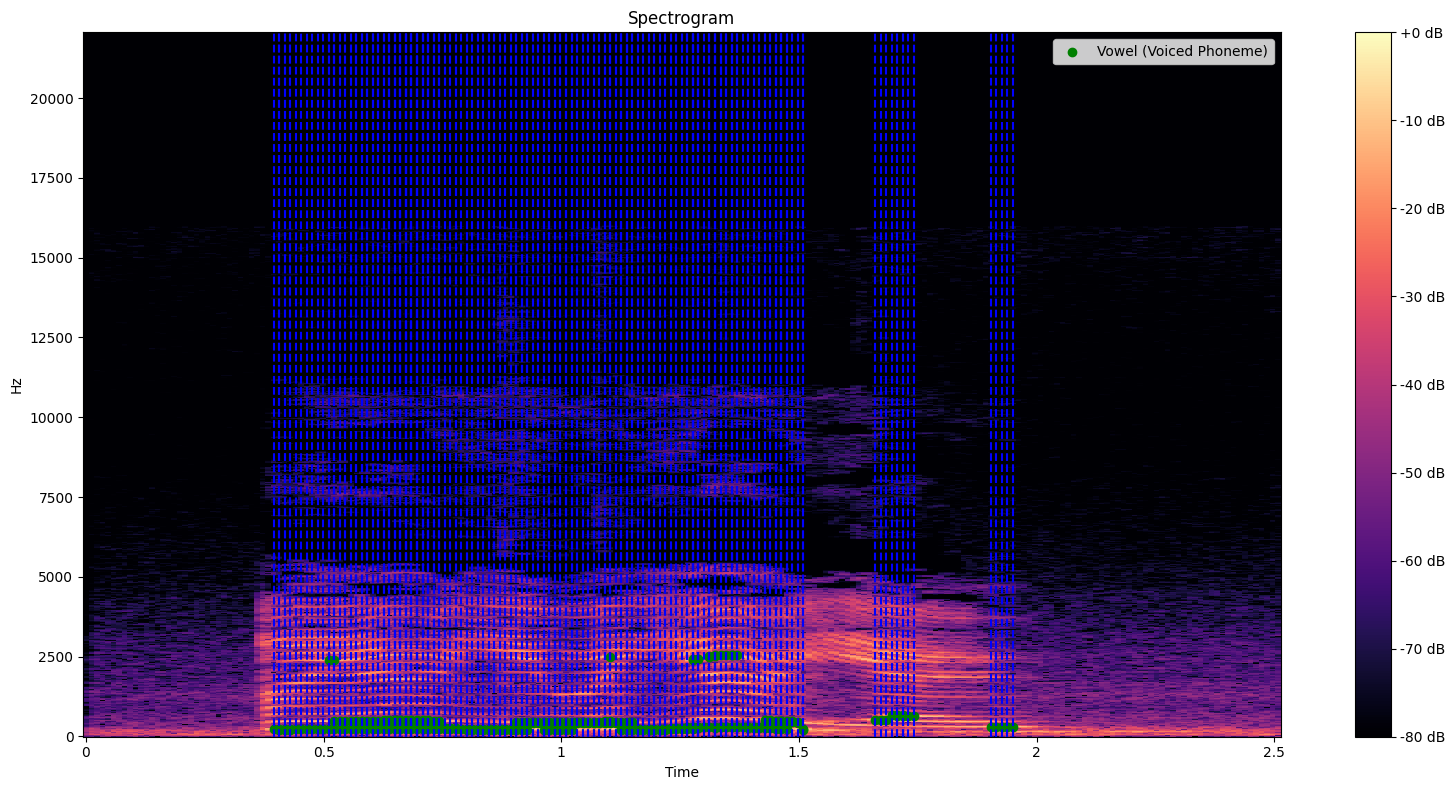 Spectrogram
Vowel (Voiced Phoneme)
Hz
20000
17500
15000
12500
10000
7500
5000
2500
0
0
0.5
1
1.5
2
2.5
Time
+0 dB
-10 dB
-20 dB
-30 dB
-40 dB
-50 dB
-60 dB
-70 dB
-80 dB